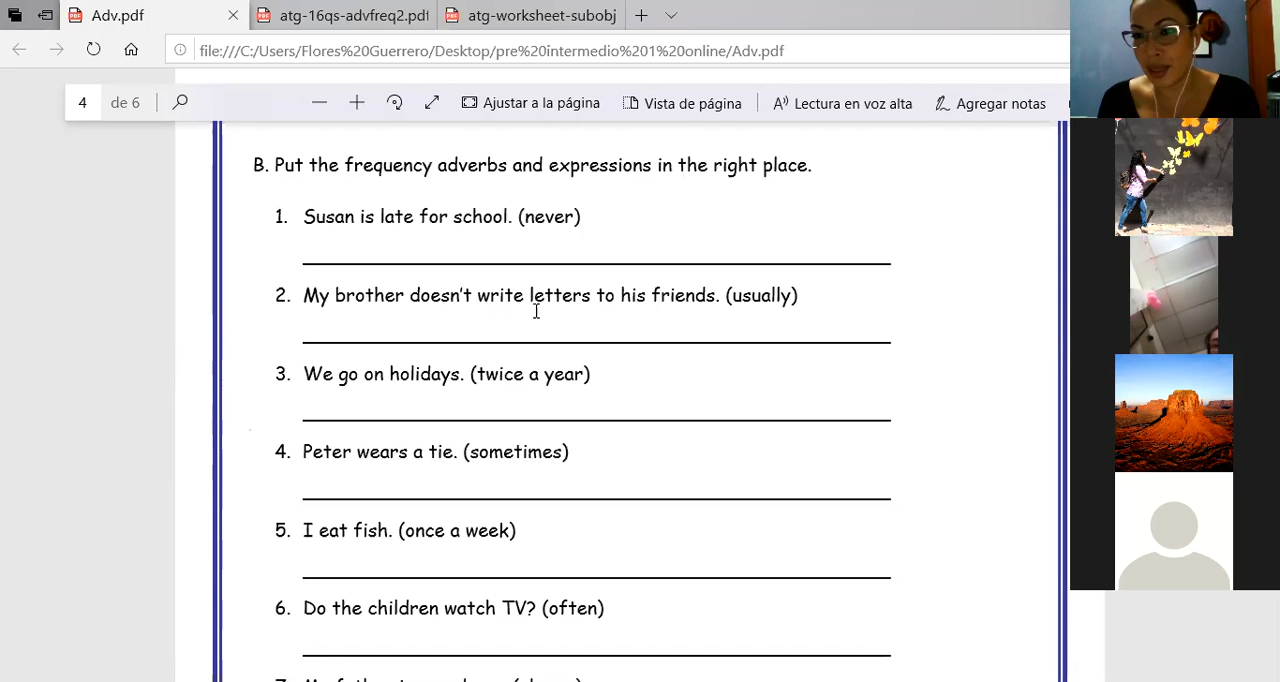 Adv.pdf
atg-16qs-advfreq2.pdf
atg-worksheet-subobj
file:///C:/Users/Flores%20Guerrero/Desktop/pre%20intermedio%201%20online/Adv.pdf
4 de 6 Ajustar a la página Vista de página Lectura en voz alta Agregar notas
B. Put the frequency adverbs and expressions in the right place.
1. Susan is late for school. (never)
2. My brother doesn't write letters to his friends. (usually)
3. We go on holidays. (twice a year)
4. Peter wears a tie. (sometimes)
5. I eat fish. (once a week)
6. Do the children watch TV? (often)